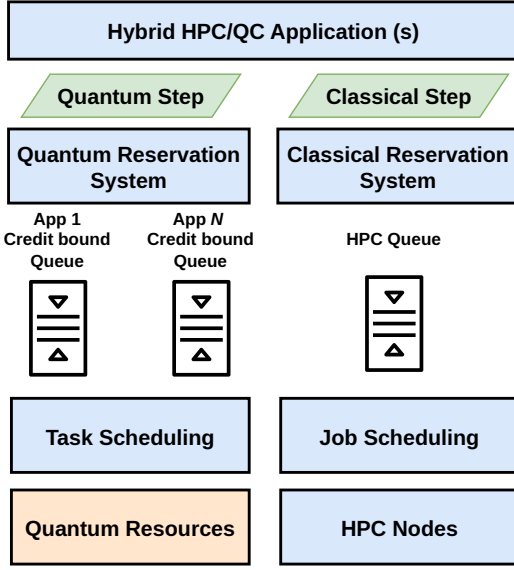 Hybrid HPC/QC Application (s)
Quantum Step
Classical Step
Quantum Reservation
System
Classical Reservation
System
App 1
Credit bound
Queue
App N
Credit bound
Queue
HPC Queue
Task Scheduling
Job Scheduling
Quantum Resources
HPC Nodes